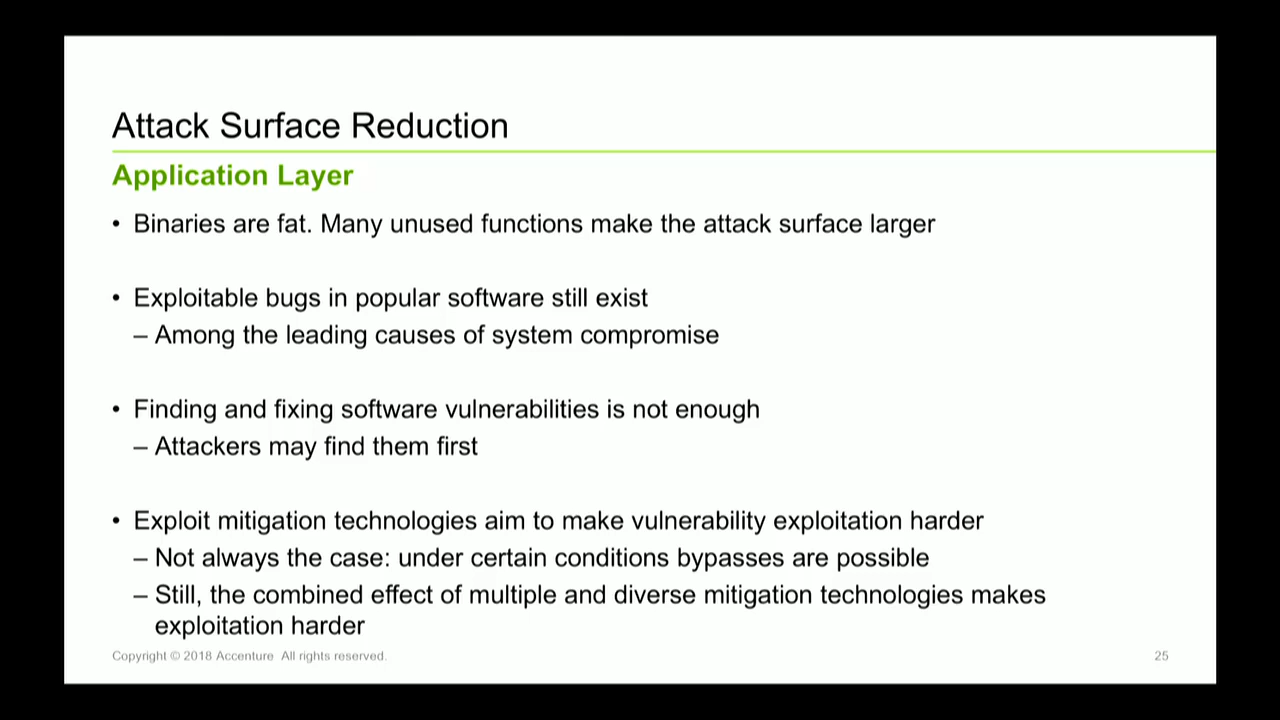 Attack Surface Reduction
Application Layer
• Binaries are fat. Many unused functions make the attack surface larger
• Exploitable bugs in popular software still exist
– Among the leading causes of system compromise
• Finding and fixing software vulnerabilities is not enough
– Attackers may find them first
• Exploit mitigation technologies aim to make vulnerability exploitation harder
– Not always the case: under certain conditions bypasses are possible
– Still, the combined effect of multiple and diverse mitigation technologies makes
exploitation harder
Copyright © 2018 Accenture All rights reserved.
25